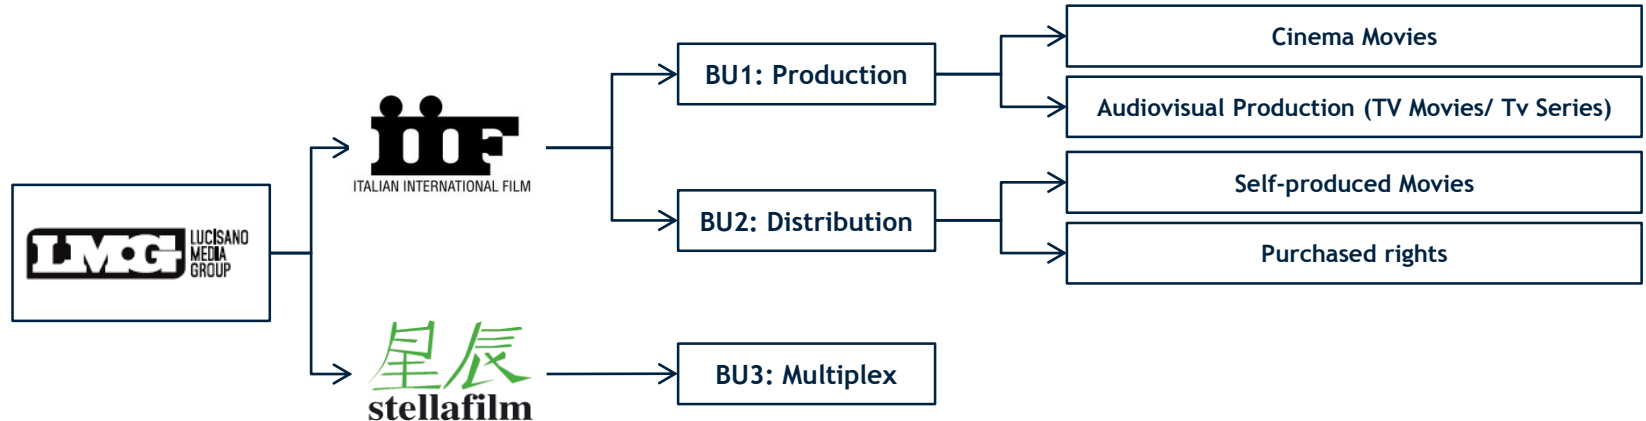 LMG
LUCISANO
MEDIA
GROUP
iiF
ITALIAN INTERNATIONAL FILM
星辰
stellafilm
BU1: Production
BU2: Distribution
BU3: Multiplex
Cinema Movies
Audiovisual Production (TV Movies/ Tv Series)
Self-produced Movies
Purchased rights